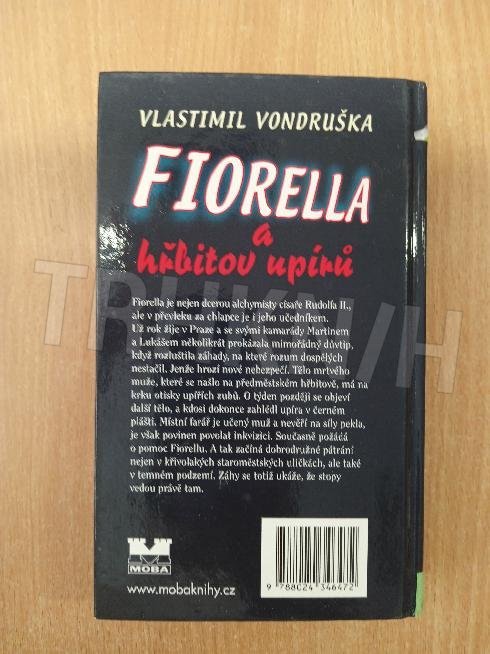 VLASTIMIL VONDRUŠKA
FIORELLA
a
hřbitov upírů
Fiorella je nejen dcerou alchymisty císaře Rudolfa II.,
ale v převleku za chlapce je i jeho učedníkem.
Už rok žije v Praze a se svými kamarády Martinem
a Lukášem několikrát prokázala mimořádný důvtip,
když rozluštila záhady, na které rozum dospělých
nestačil. Jenže hrozí nové nebezpečí. Tělo mrtvého
muže, které se našlo na předměstském hřbitově, má na
krku otisky upířích zubů. O týden později se objeví
další tělo, a kdosi dokonce zahlédl upíra v černém
plášti. Místní farář je učený muž a nevěří na síly pekla,
je však povinen povolat inkvizici. Současně požádá
o pomoc Fiorellu. A tak začíná dobrodružné pátrání
nejen v křivolakých staroměstských uličkách, ale také
v temném podzemí. Záhy se totiž ukáže, že stopy
vedou právě tam.
MOBA
www.mobaknihy.cz
9 788024 346472